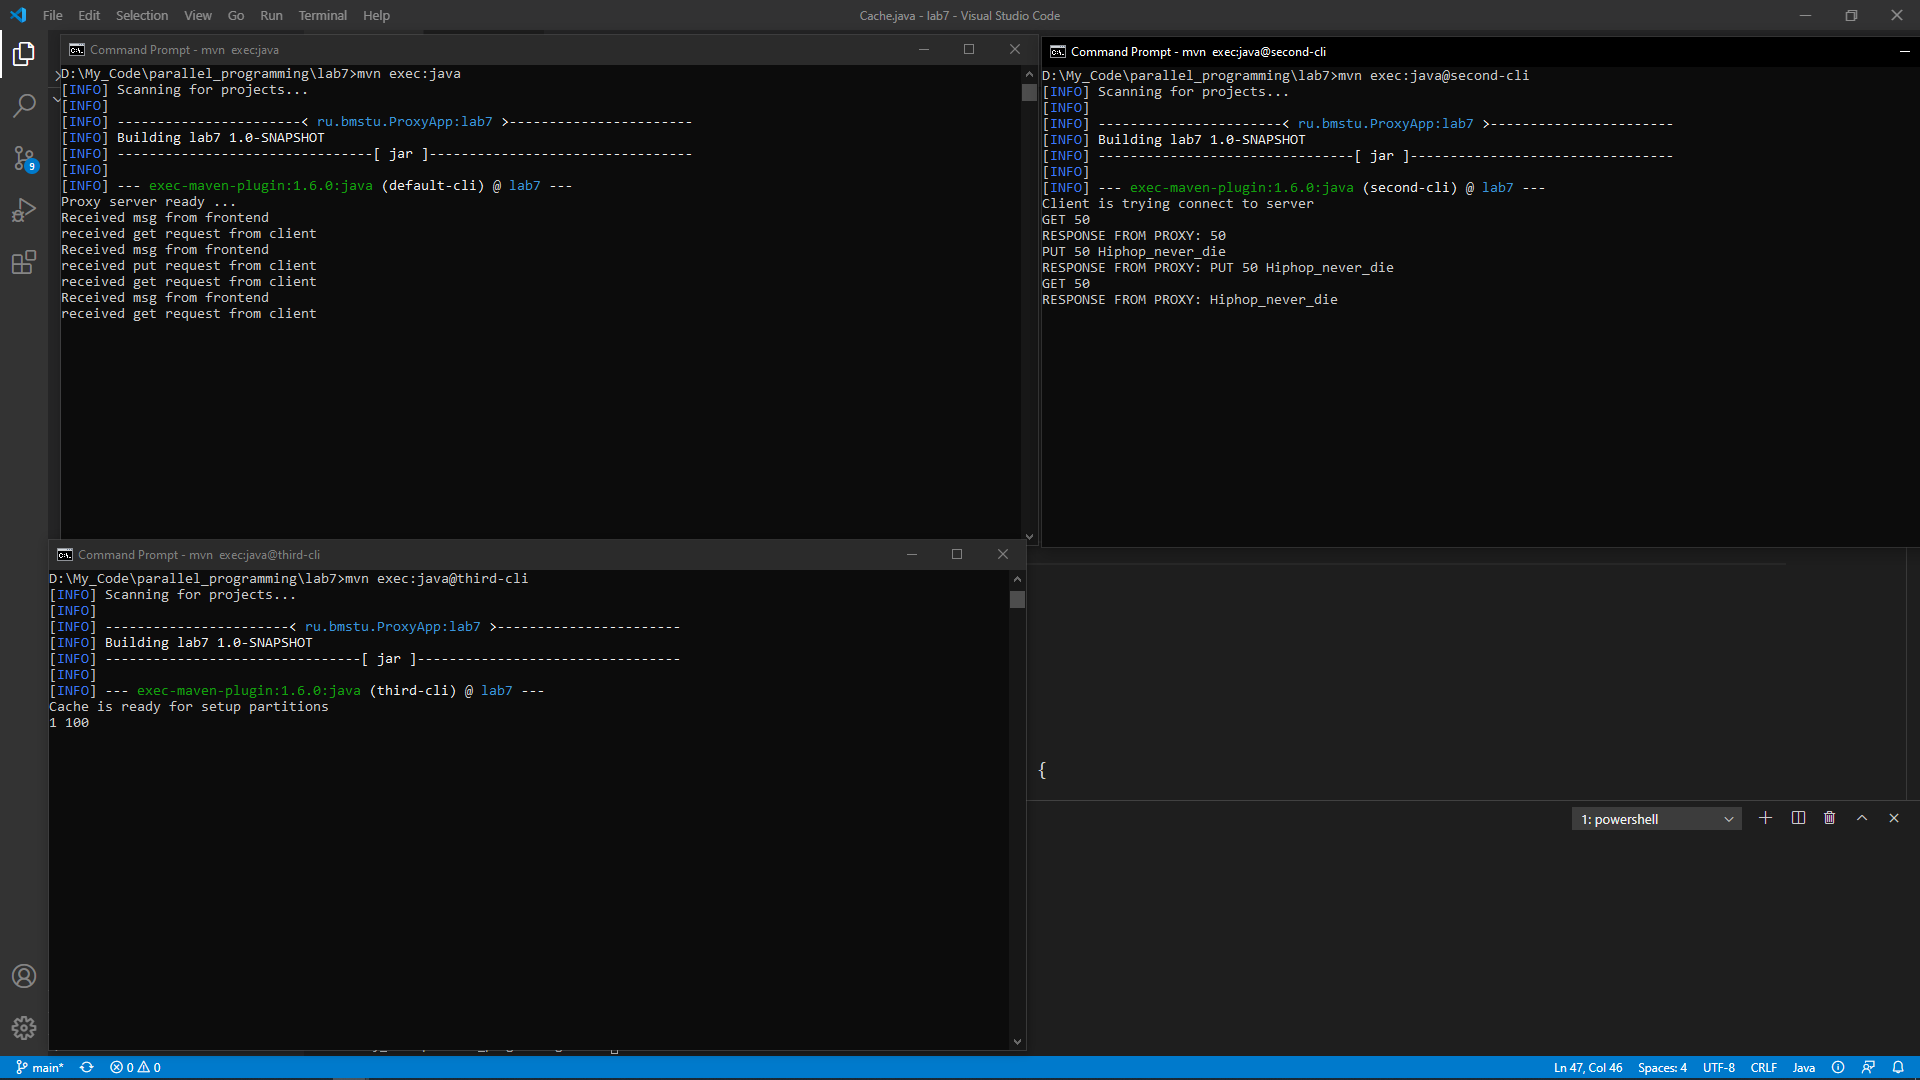 File Edit Selection View Go Run Terminal Help
Cache.java - lab7 - Visual Studio Code
Command Prompt - mvn exec:java
D:\My_Code\parallel_programming\lab7>mvn exec:java
[INFO] Scanning for projects...
[INFO]
[INFO] -----------------------< ru.bmstu.ProxyApp:lab7 >-----------------------
[INFO] Building lab7 1.0-SNAPSHOT
[INFO] --------------------------------[ jar ]---------------------------------
[INFO]
[INFO] --- exec-maven-plugin:1.6.0:java (default-cli) @ lab7 ---
Proxy server ready ...
Received msg from frontend
received get request from client
Received msg from frontend
received put request from client
received get request from client
Received msg from frontend
received get request from client
Command Prompt - mvn exec:java@second-cli
D:\My_Code\parallel_programming\lab7>mvn exec:java@second-cli
[INFO] Scanning for projects...
[INFO]
[INFO] -----------------------< ru.bmstu.ProxyApp:lab7 >-----------------------
[INFO] Building lab7 1.0-SNAPSHOT
[INFO] --------------------------------[ jar ]---------------------------------
[INFO]
[INFO] --- exec-maven-plugin:1.6.0:java (second-cli) @ lab7 ---
Client is trying connect to server
GET 50
RESPONSE FROM PROXY: 50
PUT 50 Hiphop_never_die
RESPONSE FROM PROXY: PUT 50 Hiphop_never_die
GET 50
RESPONSE FROM PROXY: Hiphop_never_die
Command Prompt - mvn exec:java@third-cli
D:\My_Code\parallel_programming\lab7>mvn exec:java@third-cli
[INFO] Scanning for projects...
[INFO]
[INFO] -----------------------< ru.bmstu.ProxyApp:lab7 >-----------------------
[INFO] Building lab7 1.0-SNAPSHOT
[INFO] --------------------------------[ jar ]---------------------------------
[INFO]
[INFO] --- exec-maven-plugin:1.6.0:java (third-cli) @ lab7 ---
Cache is ready for setup partitions
1 100
{
1: powershell
9
main* 0 0
Ln 47, Col 46 Spaces: 4 UTF-8 CRLF Java